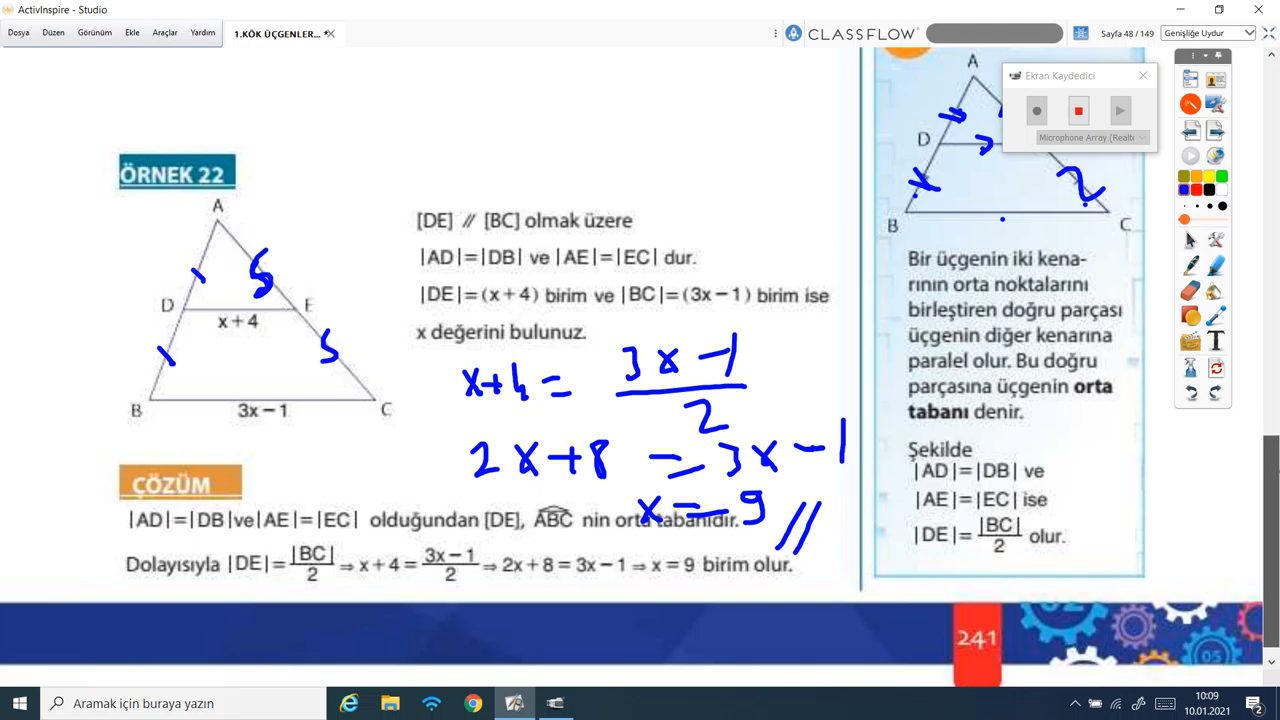 ActivInspire - Studio
Dosya Düzen Görünüm Ekle Araçlar Yardım
1.KÖK ÜÇGENLER...
CLASSFLOW
Sayfa 48 / 149
Genişliğe Uydur
Ekran Kaydedici
Microphone Array (Realt
ÖRNEK 22
A
D
E
x + 4
B
3x − 1
C
[DE] // [BC] olmak üzere
|AD|=|DB| ve |AE|=|EC| dur.
|DE|=(x+4) birim ve |BC|=(3x−1) birim ise
x değerini bulunuz.
x+4 = 3x−1/2
2x+8 = 3x−1
x = 9 //
ÇÖZÜM
|AD|=|DB|ve|AE|=|EC| olduğundan [DE], ABC nin orta tabanıdır.
Dolayısıyla |DE|=|BC|/2 ⇒ x+4 = 3x−1/2 ⇒ 2x+8 = 3x−1 ⇒ x = 9 birim olur.
A
D
B
C
Bir üçgenin iki kena-
rının orta noktalarını
birleştiren doğru parçası
üçgenin diğer kenarına
paralel olur. Bu doğru
parçasına üçgenin orta
tabanı denir.
Şekilde
|AD|=|DB| ve
|AE|=|EC| ise
|DE|=|BC|/2 olur.
241
05
Aramak için buraya yazın
10:09
10.01.2021
2